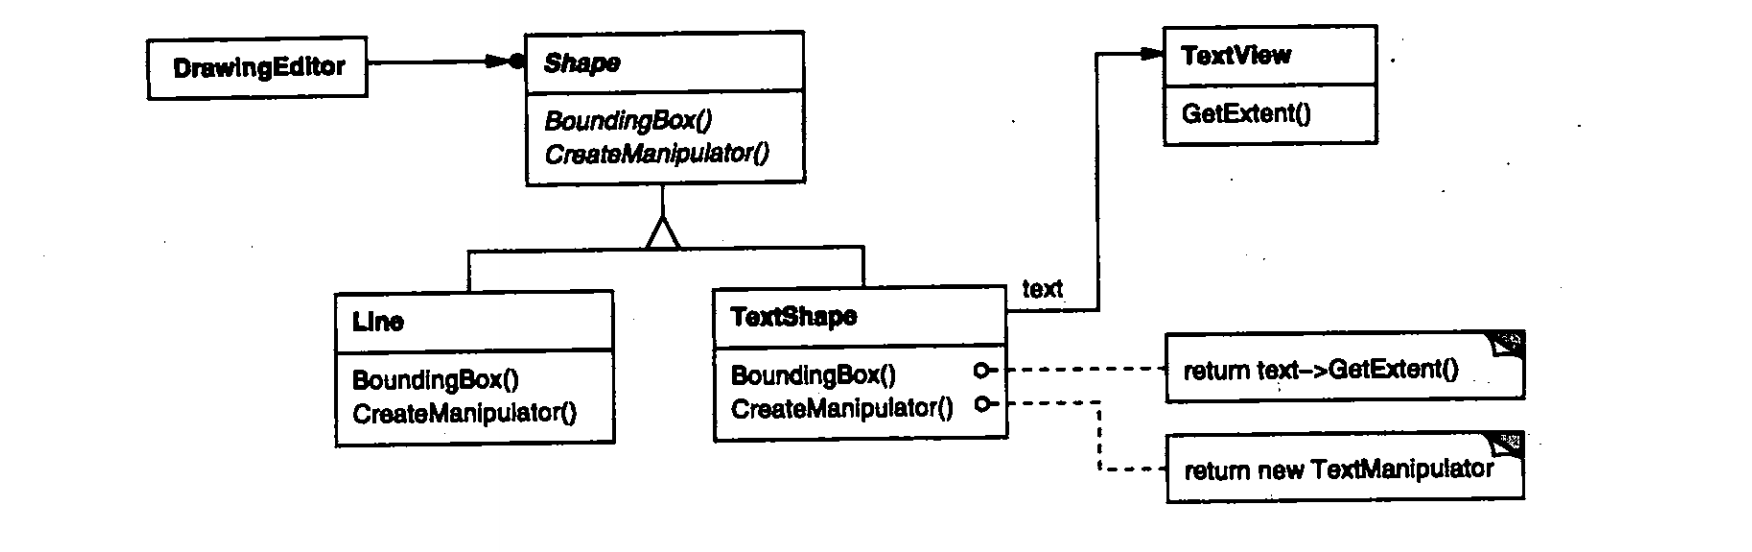 DrawingEditor
Shape
BoundingBox()
CreateManipulator()
TextView
GetExtent()
Line
BoundingBox()
CreateManipulator()
TextShape
BoundingBox()
CreateManipulator()
text
return text->GetExtent()
return new TextManipulator